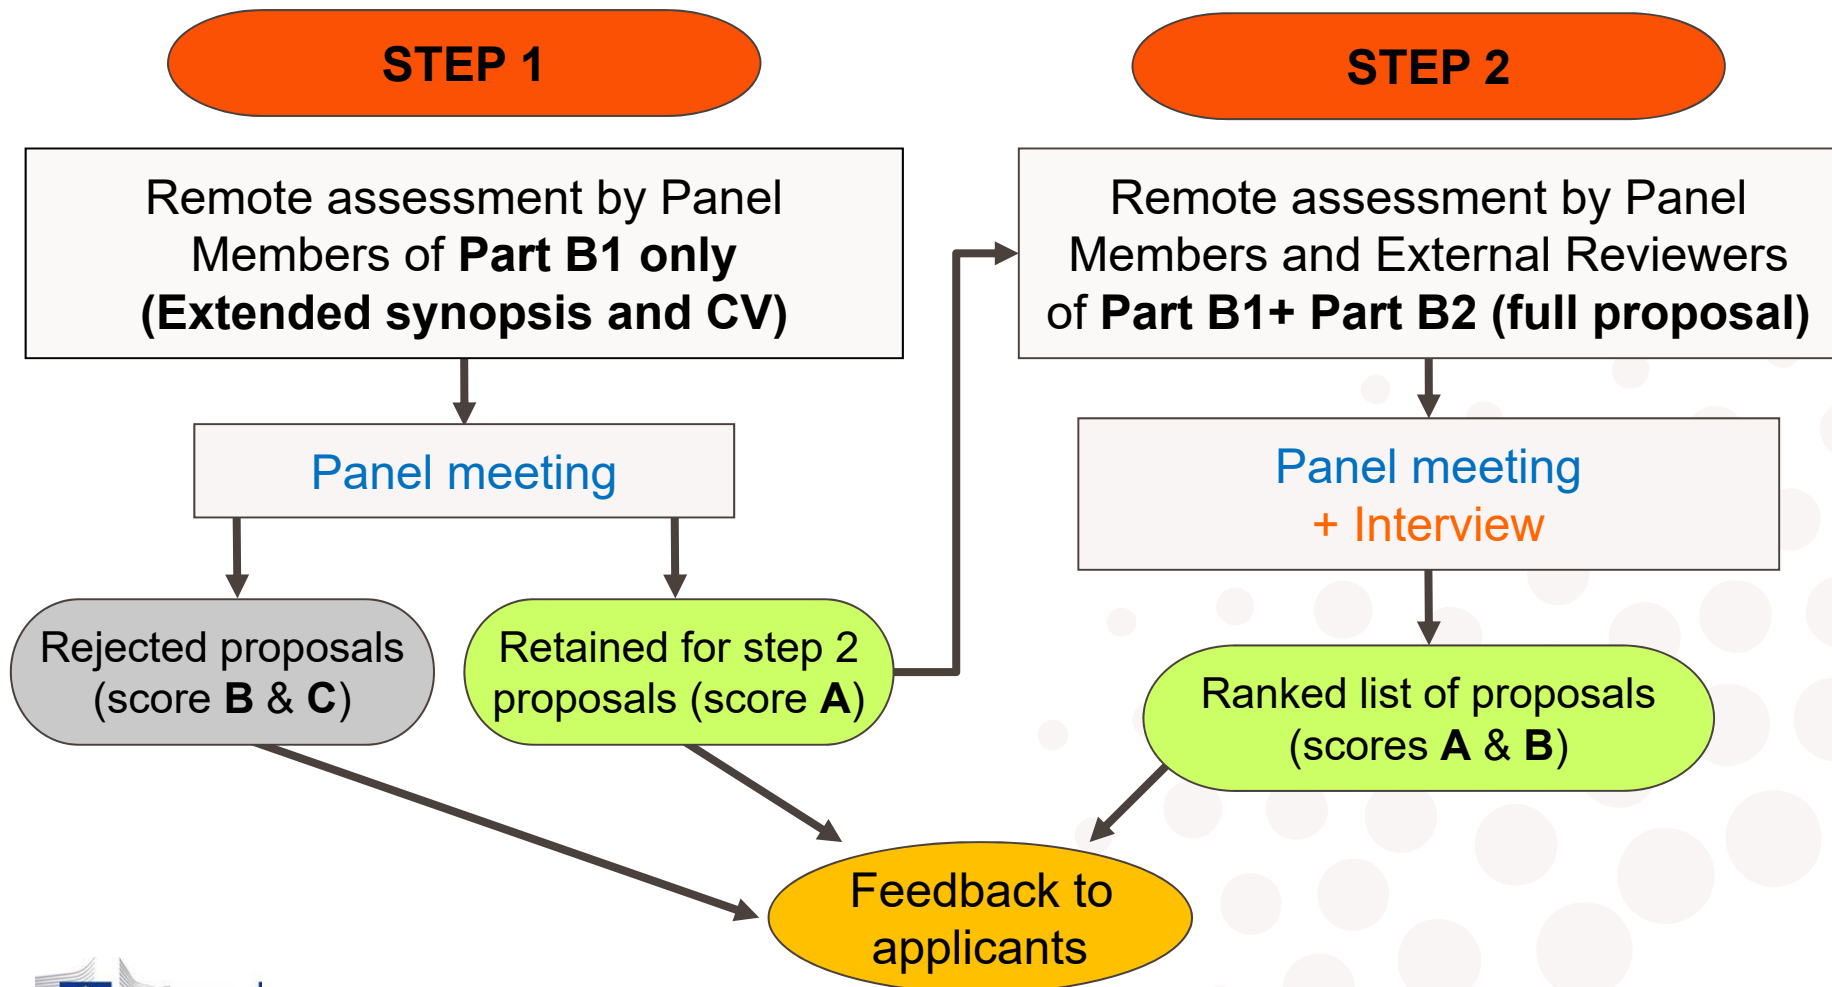 STEP 1
Remote assessment by Panel
Members of Part B1 only
(Extended synopsis and CV)
Panel meeting
Rejected proposals
(score B & C)
Retained for step 2
proposals (score A)
STEP 2
Remote assessment by Panel
Members and External Reviewers
of Part B1+ Part B2 (full proposal)
Panel meeting
+ Interview
Ranked list of proposals
(scores A & B)
Feedback to
applicants